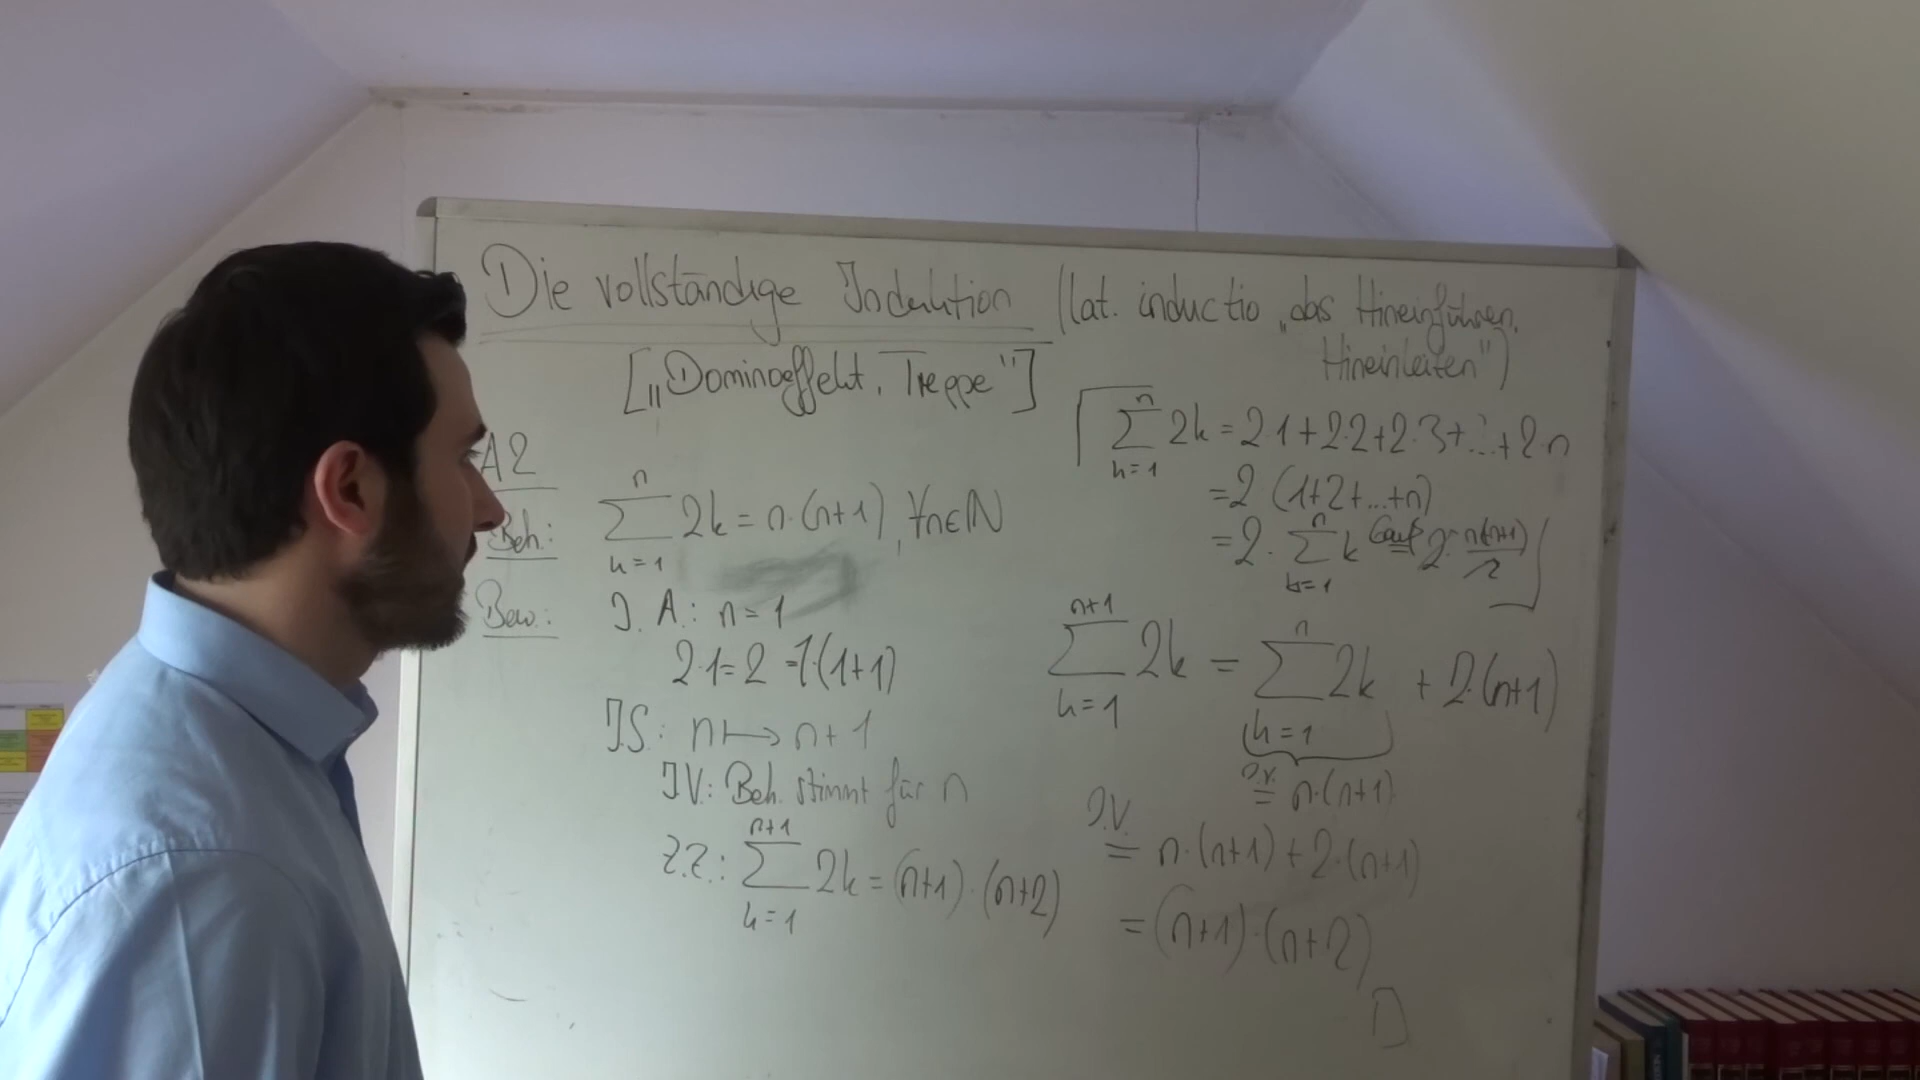 Die vollständige Induktion (lat. inductio „das Hineinführen,
Hineinleiten")
[„Dominoeffekt, Treppe"]
A2
Beh.: ∑_{k=1}^{n} 2k = n·(n+1), ∀n∈ℕ
Bew.: I.A.: n = 1
2·1 = 2 = 1·(1+1)
IS: n ↦ n+1
IV: Beh. stimmt für n
Z.Z.: ∑_{k=1}^{n+1} 2k = (n+1)·(n+2)
∑_{k=1}^{n} 2k = 2·1+2·2+2·3+...+2·n
= 2 (1+2+...+n)
= 2·∑_{k=1}^{n} k Gauß = 2·n(n+1)/2
∑_{k=1}^{n+1} 2k = ∑_{k=1}^{n} 2k + 2·(n+1)
I.V. = n·(n+1)
I.V. = n·(n+1) + 2·(n+1)
= (n+1)·(n+2)
□